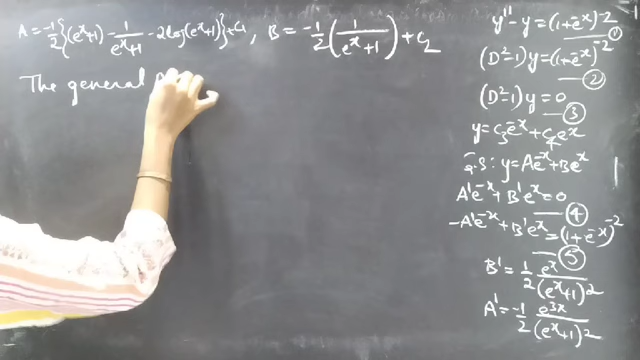 A = -1/2 {(e^x+1) - 1/(e^x+1) - 2log(e^x+1)} + c₁, B = -1/2 (1/(e^x+1)) + c₂
The general
y'' - y = (1+e^-x)^-2 ①
(D²-1)y = (1+e^-x)^-2 ②
(D²-1)y = 0 ③
y = c₃e^-x + c₄e^x
G.S: y = Ae^-x + Be^x
A'e^-x + B'e^x = 0 ④
-A'e^-x + B'e^x = (1+e^-x)^-2 ⑤
B' = 1/2 e^x/(e^x+1)²
A' = -1/2 e^3x/(e^x+1)²